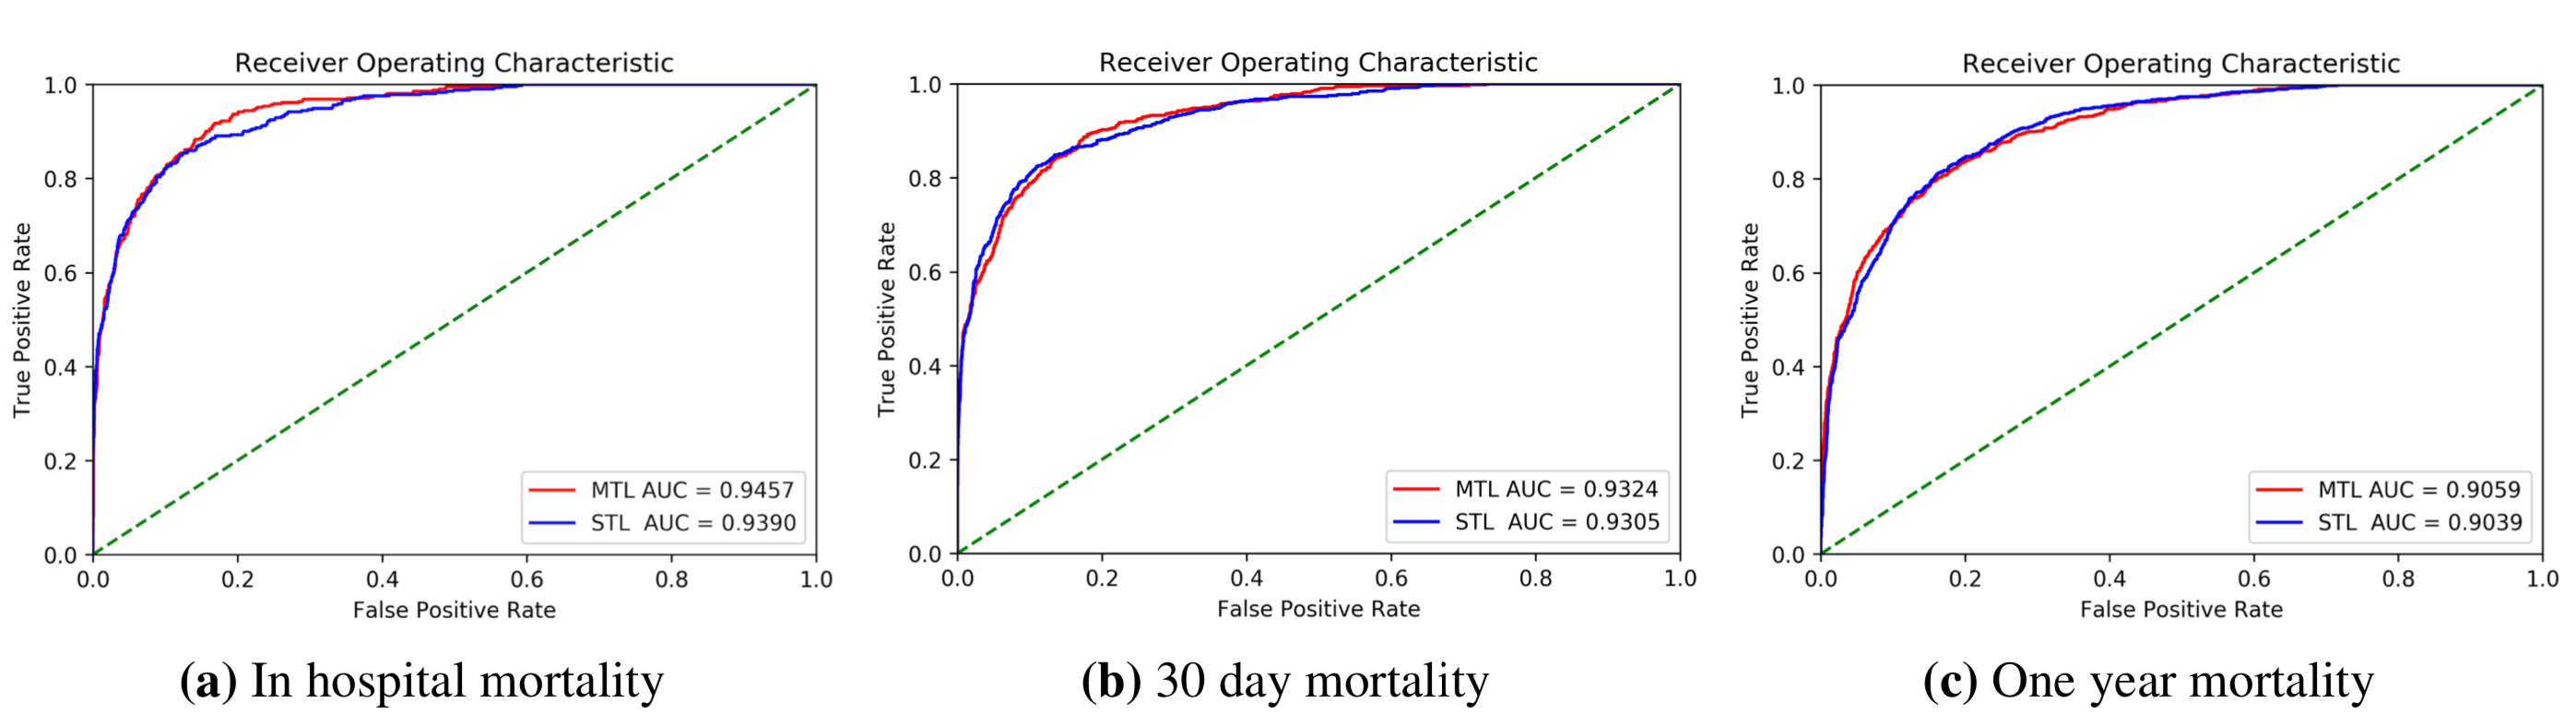 Receiver Operating Characteristic
1.0
0.8
0.6
0.4
0.2
0.0
True Positive Rate
MTL AUC = 0.9457
STL AUC = 0.9390
0.0 0.2 0.4 0.6 0.8 1.0
False Positive Rate
(a) In hospital mortality
Receiver Operating Characteristic
1.0
0.8
0.6
0.4
0.2
0.0
True Positive Rate
MTL AUC = 0.9324
STL AUC = 0.9305
0.0 0.2 0.4 0.6 0.8 1.0
False Positive Rate
(b) 30 day mortality
Receiver Operating Characteristic
1.0
0.8
0.6
0.4
0.2
0.0
True Positive Rate
MTL AUC = 0.9059
STL AUC = 0.9039
0.0 0.2 0.4 0.6 0.8 1.0
False Positive Rate
(c) One year mortality